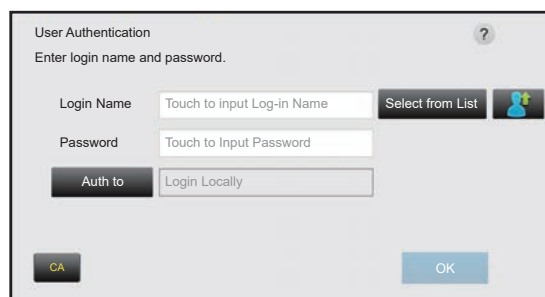 User Authentication
?
Enter login name and password.
Login Name Touch to input Log-in Name Select from List
Password Touch to Input Password
Auth to Login Locally
CA OK